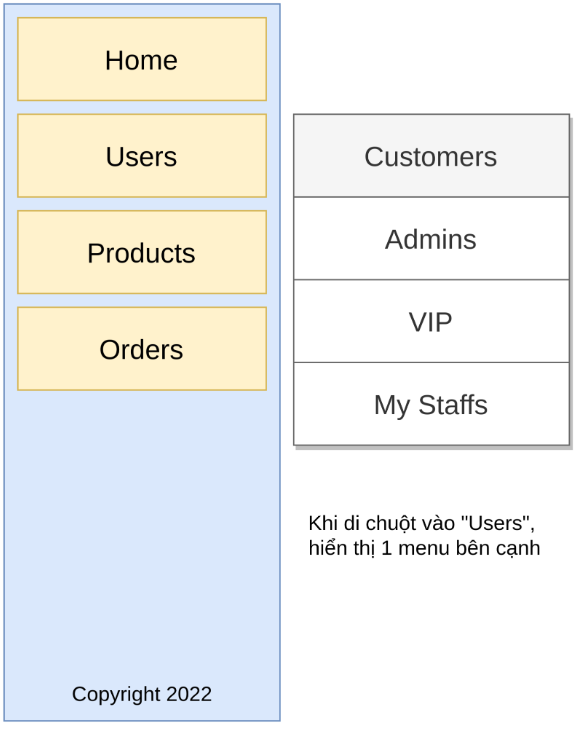 Home
Users
Products
Orders
Copyright 2022
Customers
Admins
VIP
My Staffs
Khi di chuột vào "Users",
hiển thị 1 menu bên cạnh